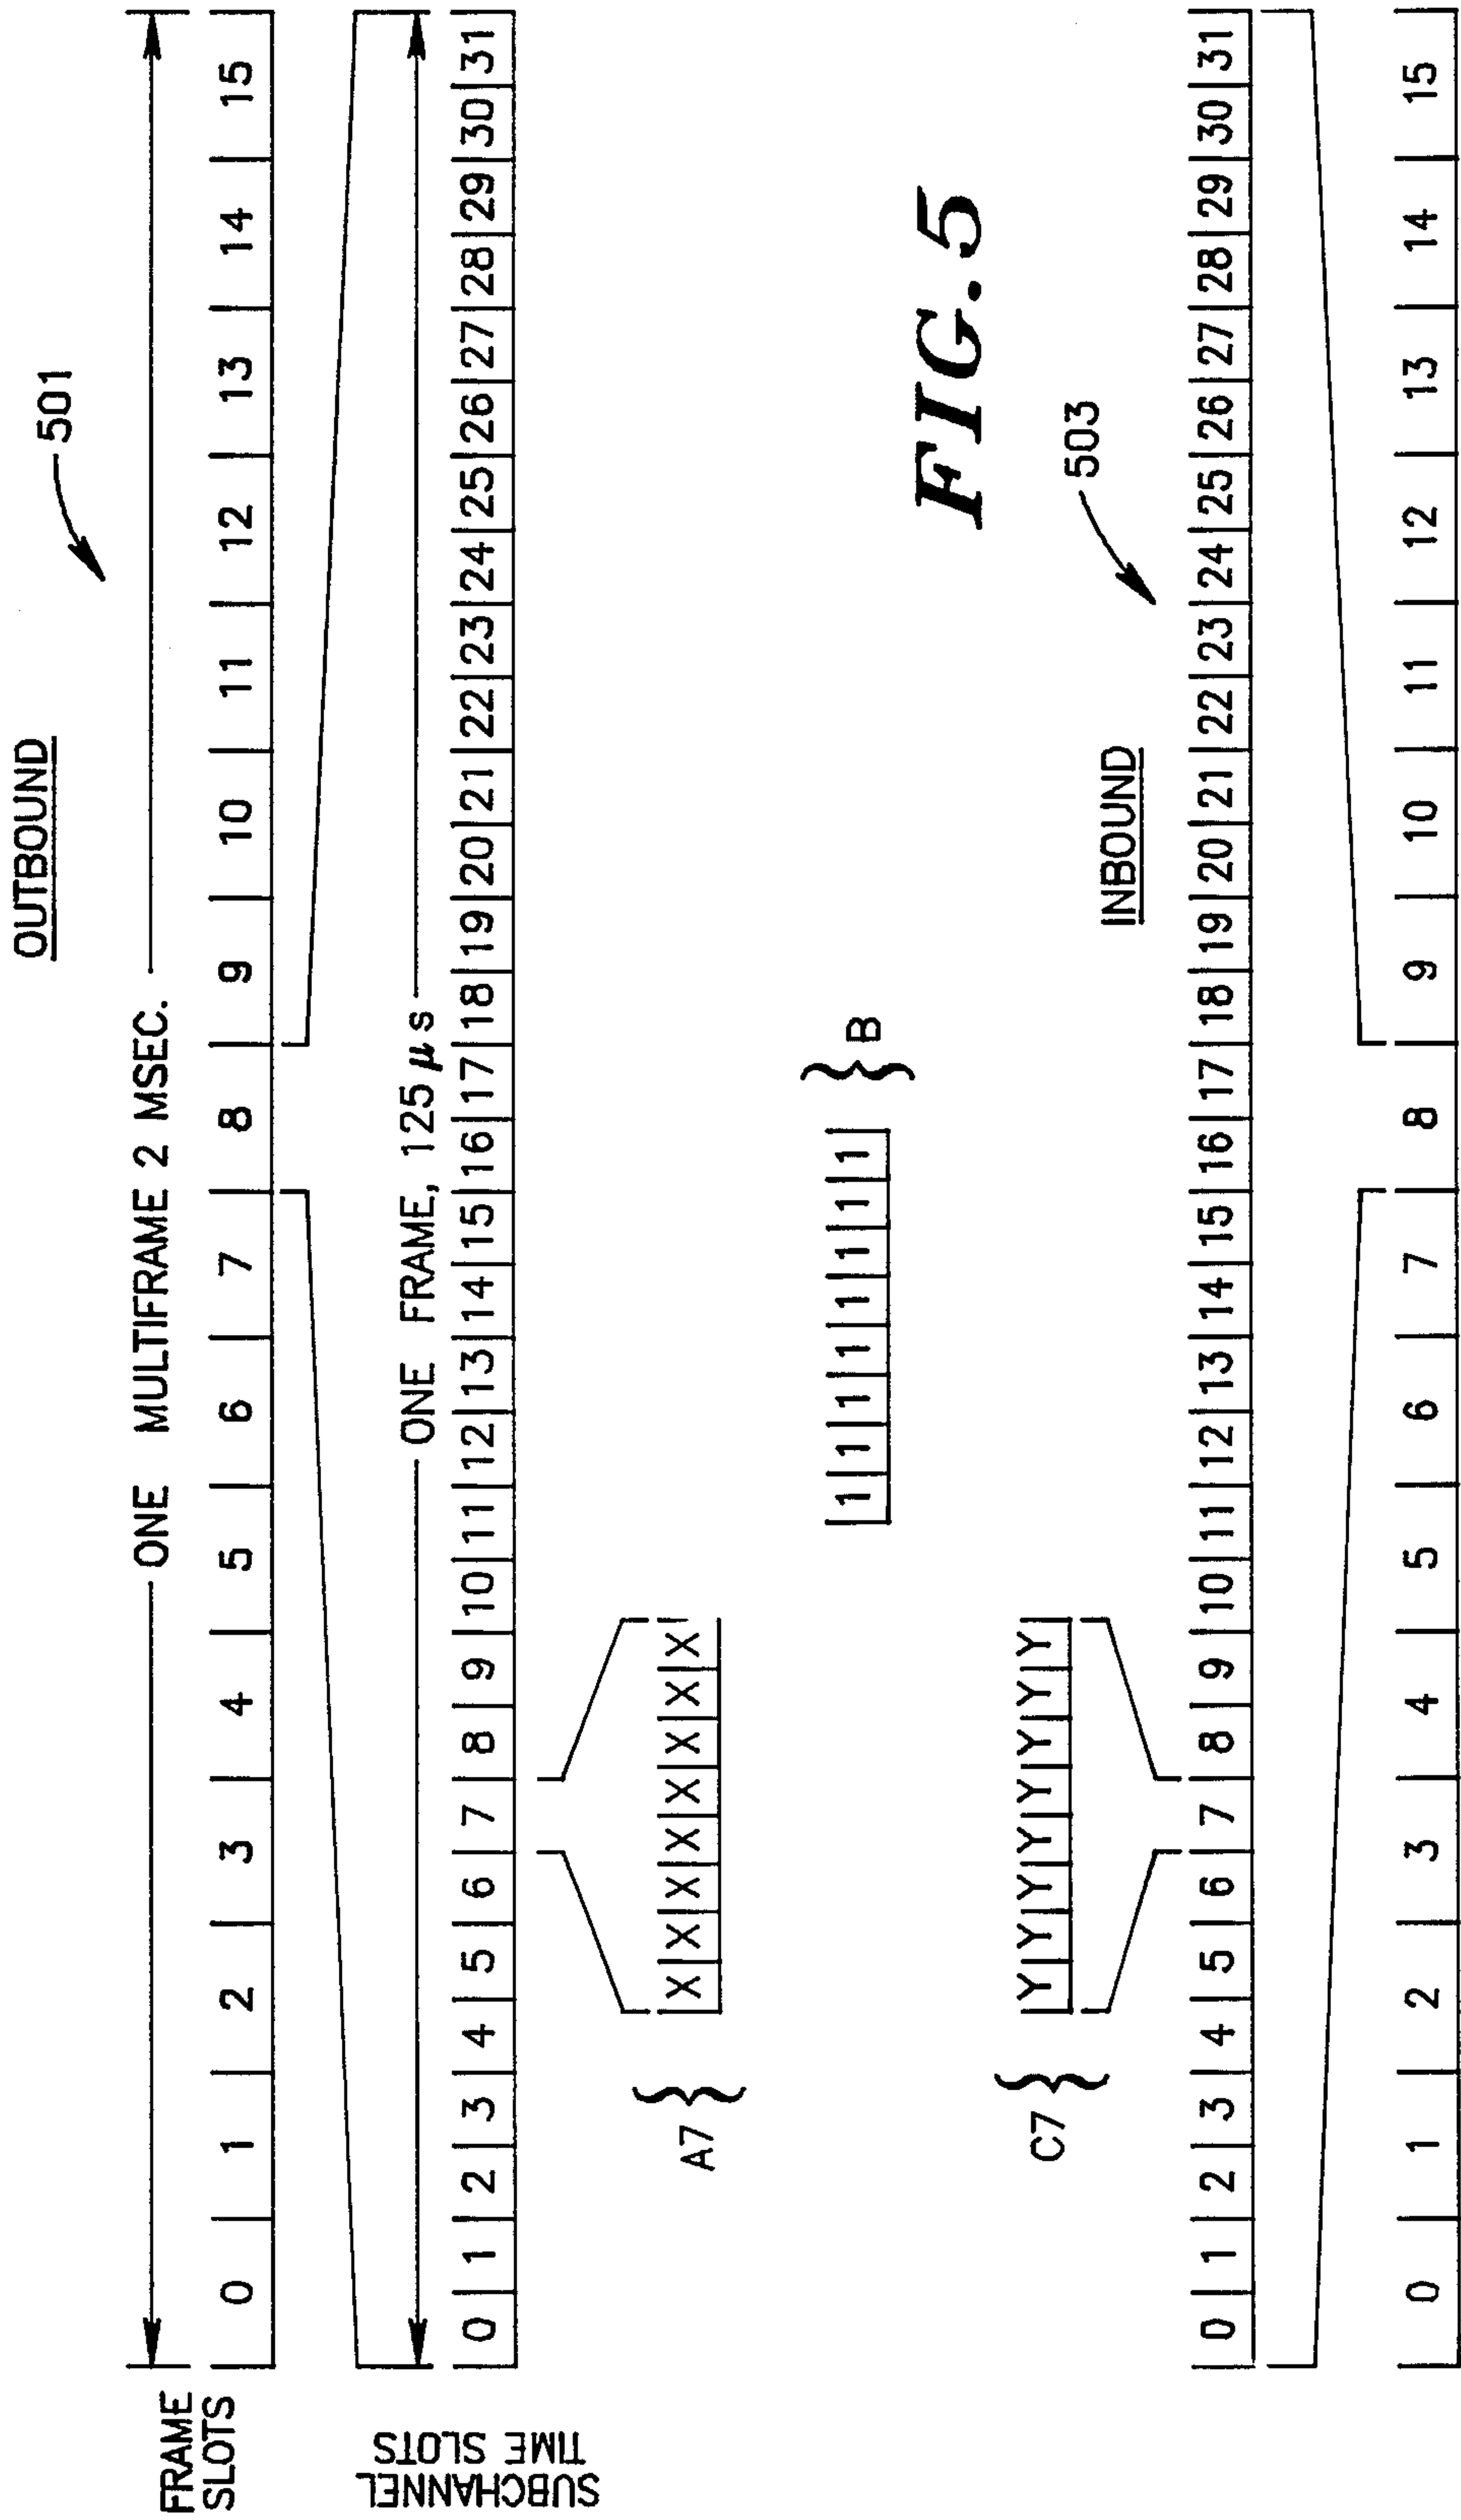 OUTBOUND
501
ONE MULTIFRAME 2 MSEC.
FRAME
SLOTS
0 1 2 3 4 5 6 7 8 9 10 11 12 13 14 15
ONE FRAME, 125 μs
SUBCHANNEL
TIME SLOTS
0 1 2 3 4 5 6 7 8 9 10 11 12 13 14 15 16 17 18 19 20 21 22 23 24 25 26 27 28 29 30 31
A7
X X X X X X X X
1 1 1 1 1 1 1 1
B
FIG. 5
C7
Y Y Y Y Y Y Y Y
INBOUND
503
0 1 2 3 4 5 6 7 8 9 10 11 12 13 14 15 16 17 18 19 20 21 22 23 24 25 26 27 28 29 30 31
0 1 2 3 4 5 6 7 8 9 10 11 12 13 14 15